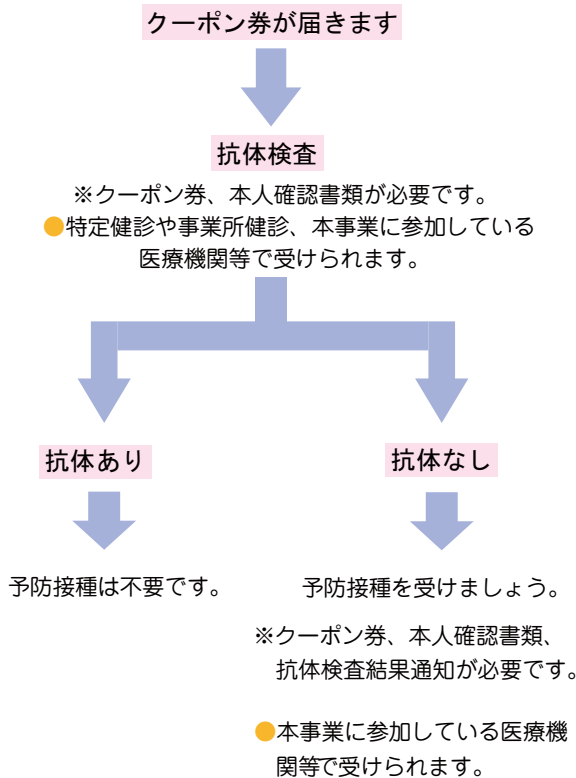 クーポン券が届きます
抗体検査
※クーポン券、本人確認書類が必要です。
●特定健診や事業所健診、本事業に参加している
医療機関等で受けられます。
抗体あり
抗体なし
予防接種は不要です。
予防接種を受けましょう。
※クーポン券、本人確認書類、
抗体検査結果通知が必要です。
●本事業に参加している医療機
関等で受けられます。